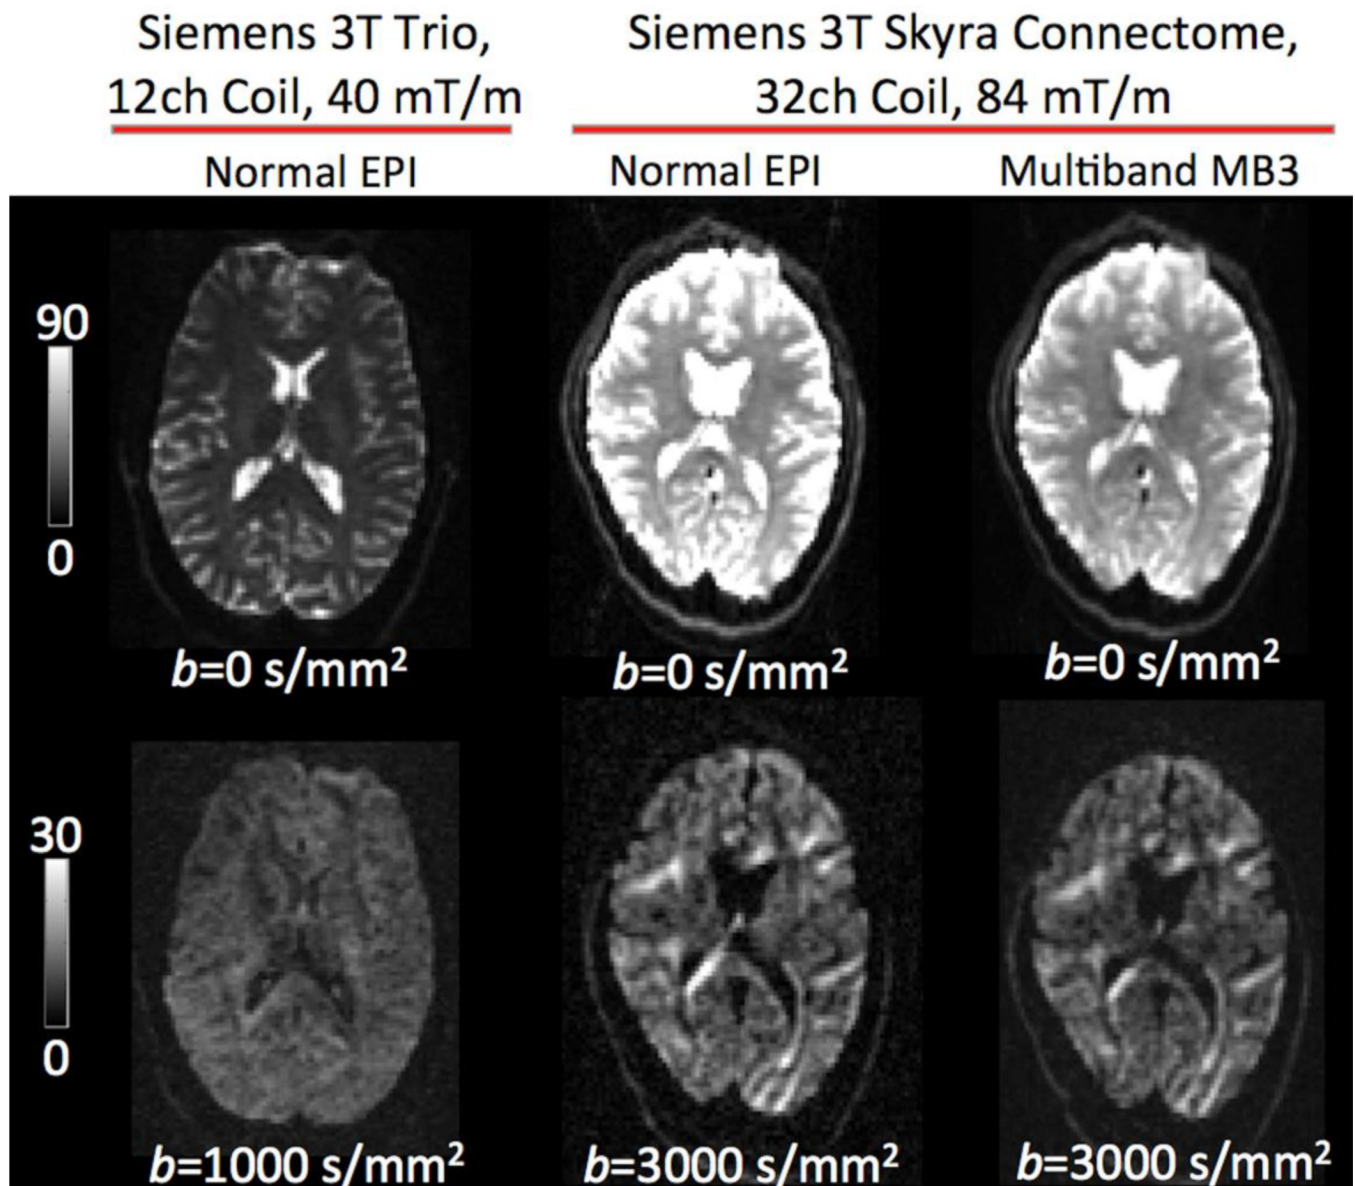 Siemens 3T Trio,
12ch Coil, 40 mT/m
Siemens 3T Skyra Connectome,
32ch Coil, 84 mT/m
Normal EPI
Normal EPI
Multiband MB3
90
0
b=0 s/mm²
b=0 s/mm²
b=0 s/mm²
30
0
b=1000 s/mm²
b=3000 s/mm²
b=3000 s/mm²